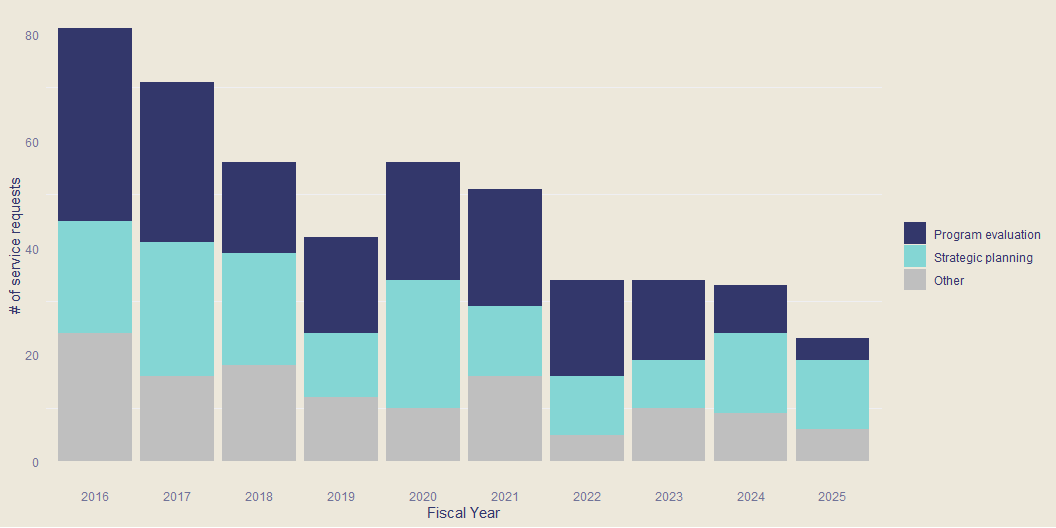 80
60
40
20
0
# of service requests
2016 2017 2018 2019 2020 2021 2022 2023 2024 2025
Fiscal Year
Program evaluation
Strategic planning
Other